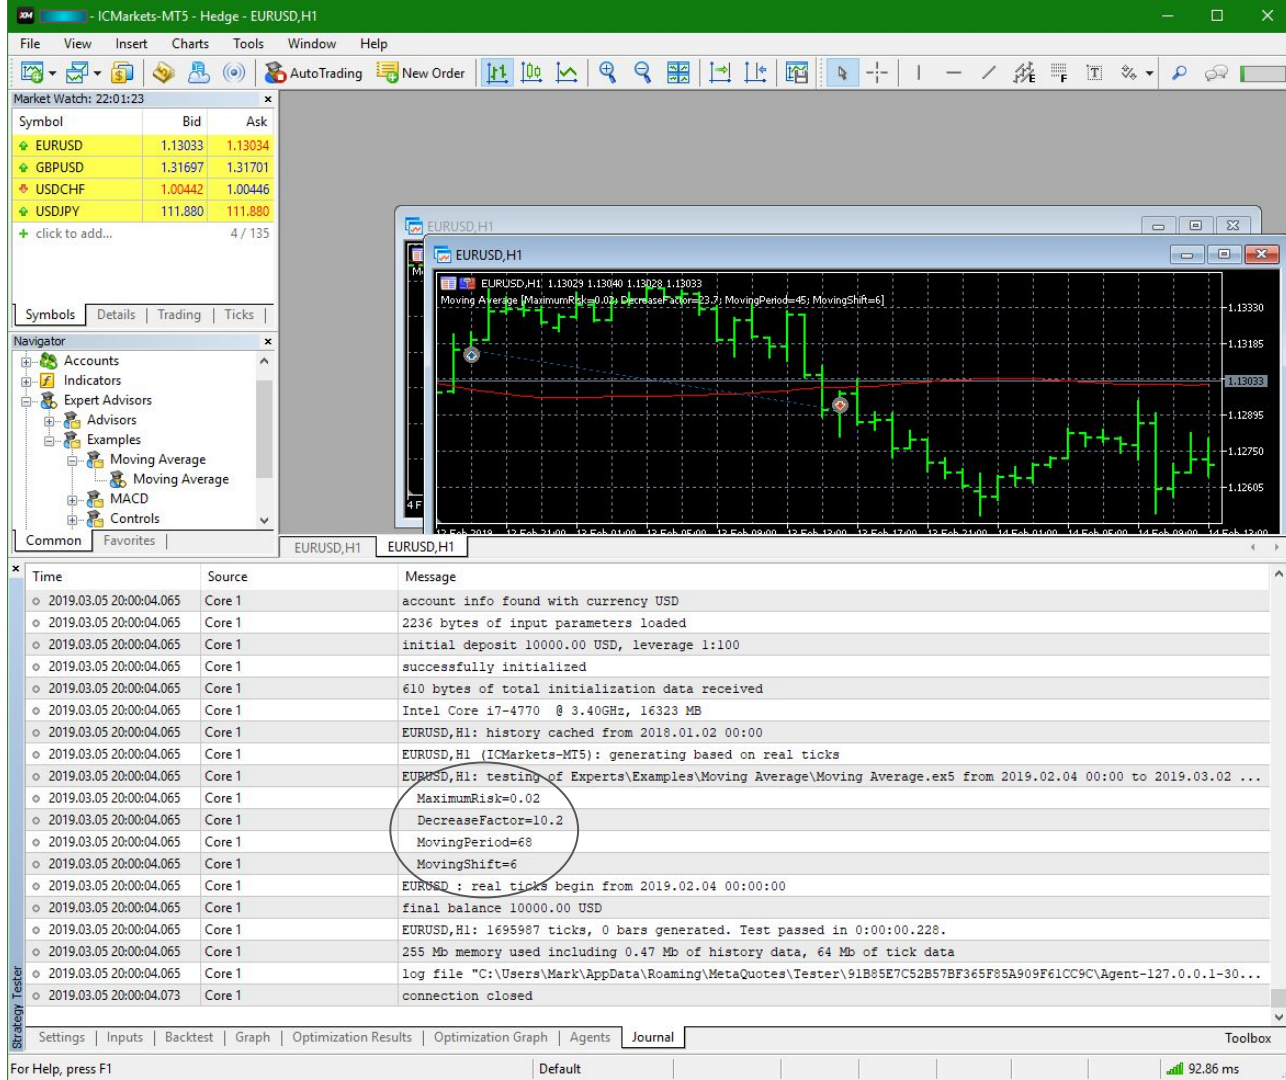 XM - ICMarkets-MT5 - Hedge - EURUSD,H1
File View Insert Charts Tools Window Help
AutoTrading New Order E F T
Market Watch: 22:01:23
Symbol Bid Ask
EURUSD 1.13033 1.13034
GBPUSD 1.31697 1.31701
USDCHF 1.00442 1.00446
USDJPY 111.880 111.880
click to add... 4 / 135
Symbols Details Trading Ticks
Navigator
Accounts
Indicators
Expert Advisors
Advisors
Examples
Moving Average
Moving Average
MACD
Controls
Common Favorites
EURUSD,H1
EURUSD,H1
EURUSD,H1 1.13029 1.13040 1.13028 1.13033
Moving Average [MaximumRisk=0.02; DecreaseFactor=23.7; MovingPeriod=45; MovingShift=6]
1.13330
1.13185
1.13033
1.12895
1.12750
1.12605
4 F
EURUSD,H1 EURUSD,H1
Time Source Message
2019.03.05 20:00:04.065 Core 1 account info found with currency USD
2019.03.05 20:00:04.065 Core 1 2236 bytes of input parameters loaded
2019.03.05 20:00:04.065 Core 1 initial deposit 10000.00 USD, leverage 1:100
2019.03.05 20:00:04.065 Core 1 successfully initialized
2019.03.05 20:00:04.065 Core 1 610 bytes of total initialization data received
2019.03.05 20:00:04.065 Core 1 Intel Core i7-4770 @ 3.40GHz, 16323 MB
2019.03.05 20:00:04.065 Core 1 EURUSD,H1: history cached from 2018.01.02 00:00
2019.03.05 20:00:04.065 Core 1 EURUSD,H1 (ICMarkets-MT5): generating based on real ticks
2019.03.05 20:00:04.065 Core 1 EURUSD,H1: testing of Experts\Examples\Moving Average\Moving Average.ex5 from 2019.02.04 00:00 to 2019.03.02 ...
2019.03.05 20:00:04.065 Core 1 MaximumRisk=0.02
2019.03.05 20:00:04.065 Core 1 DecreaseFactor=10.2
2019.03.05 20:00:04.065 Core 1 MovingPeriod=68
2019.03.05 20:00:04.065 Core 1 MovingShift=6
2019.03.05 20:00:04.065 Core 1 EURUSD : real ticks begin from 2019.02.04 00:00:00
2019.03.05 20:00:04.065 Core 1 final balance 10000.00 USD
2019.03.05 20:00:04.065 Core 1 EURUSD,H1: 1695987 ticks, 0 bars generated. Test passed in 0:00:00.228.
2019.03.05 20:00:04.065 Core 1 255 Mb memory used including 0.47 Mb of history data, 64 Mb of tick data
2019.03.05 20:00:04.065 Core 1 log file "C:\Users\Mark\AppData\Roaming\MetaQuotes\Tester\91B85E7C52B57BF365F85A909F61CC9C\Agent-127.0.0.1-30...
2019.03.05 20:00:04.073 Core 1 connection closed
Strategy Tester
Settings Inputs Backtest Graph Optimization Results Optimization Graph Agents Journal Toolbox
For Help, press F1 Default 92.86 ms